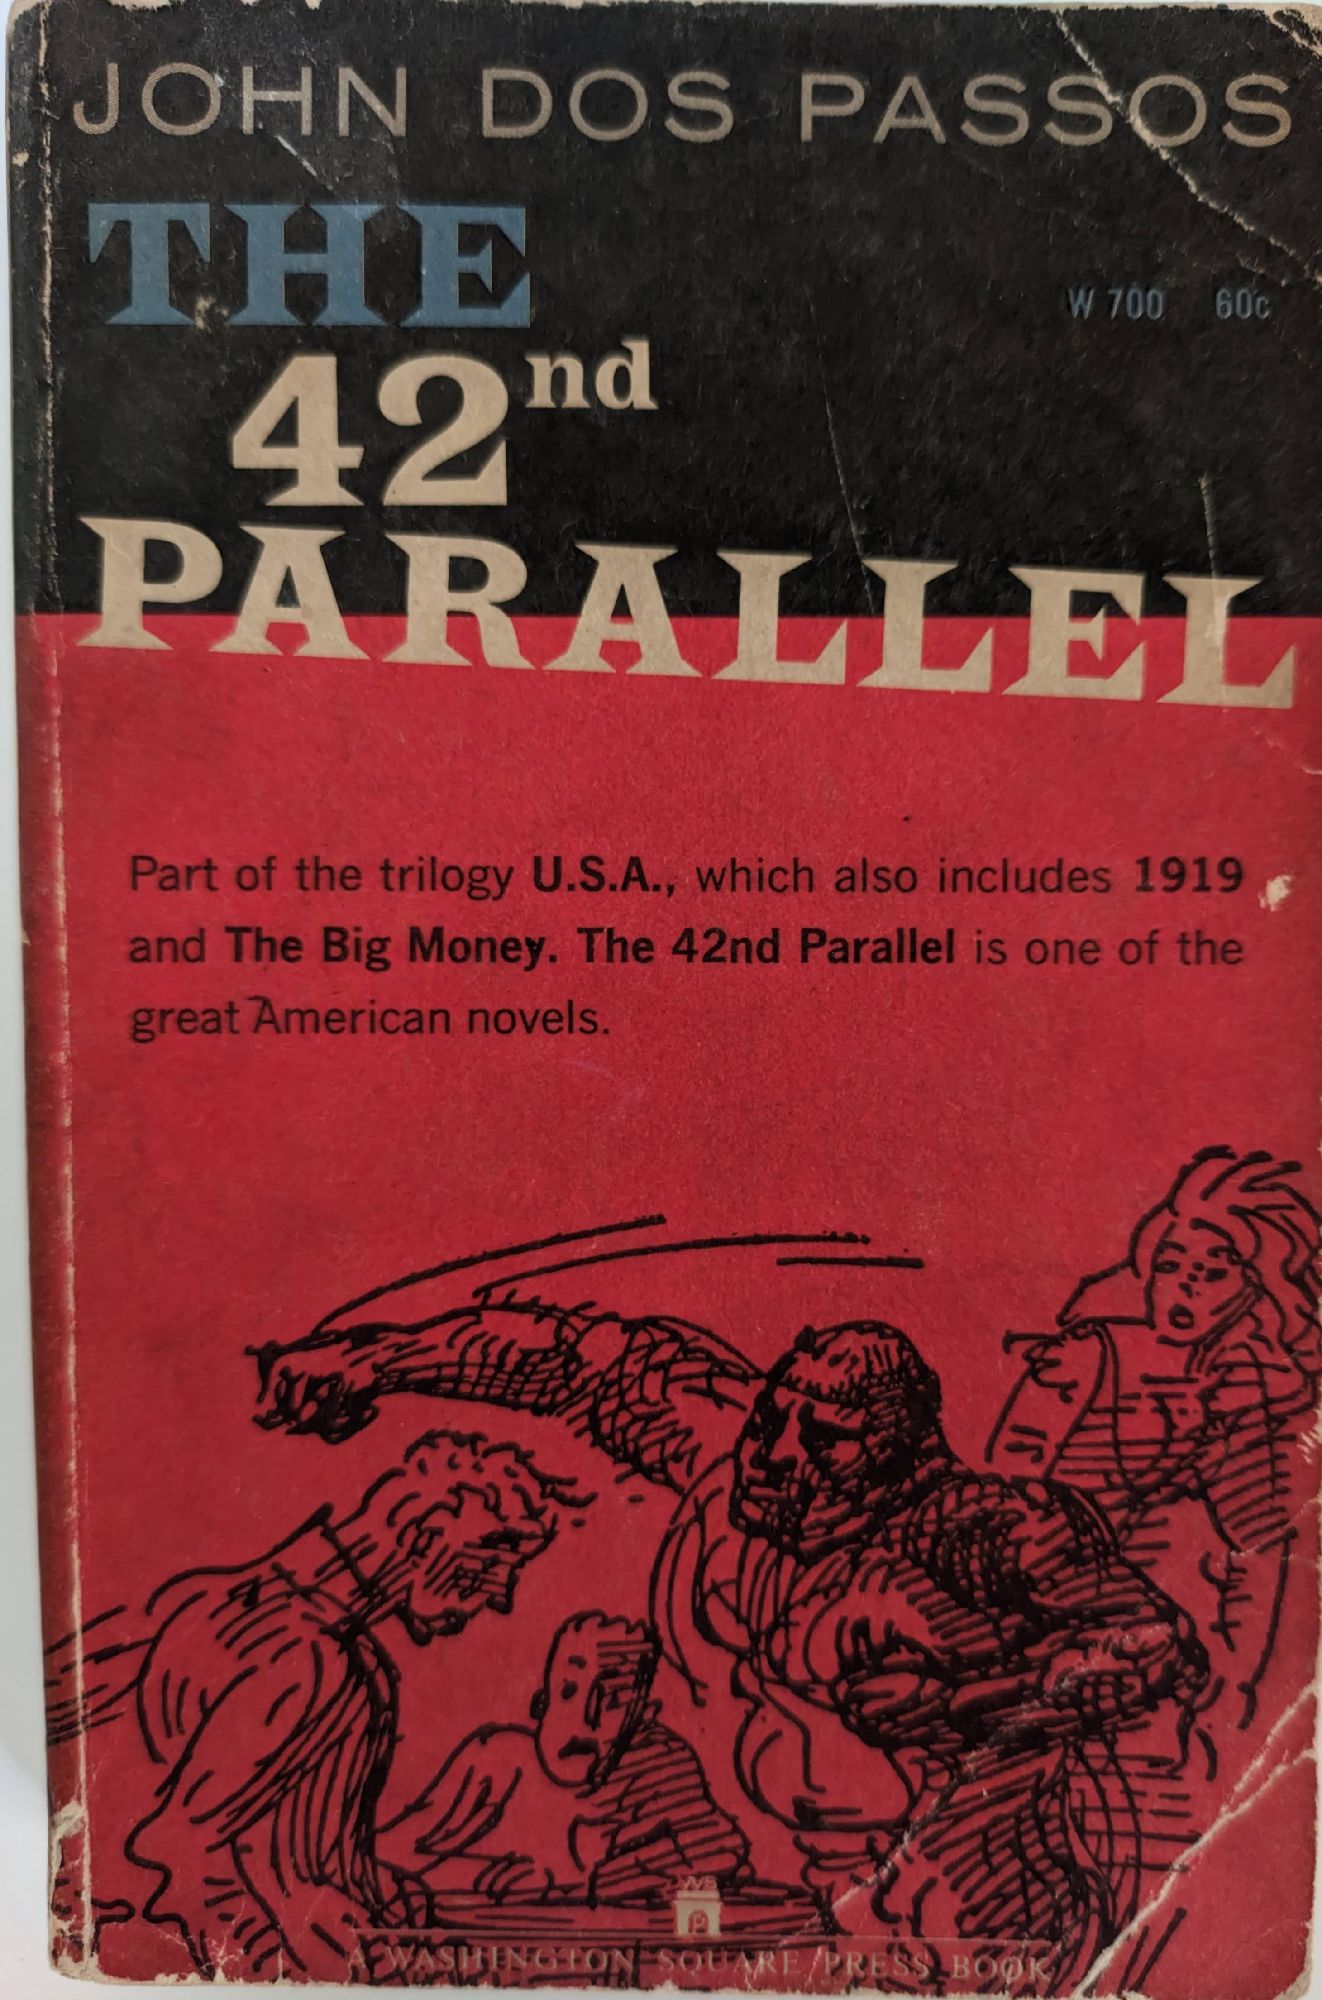 JOHN DOS PASSOS
THE
W 700 60c
42nd
PARALLEL
Part of the trilogy U.S.A., which also includes 1919
and The Big Money. The 42nd Parallel is one of the
great American novels.
WS
P
A WASHINGTON SQUARE PRESS BOOK